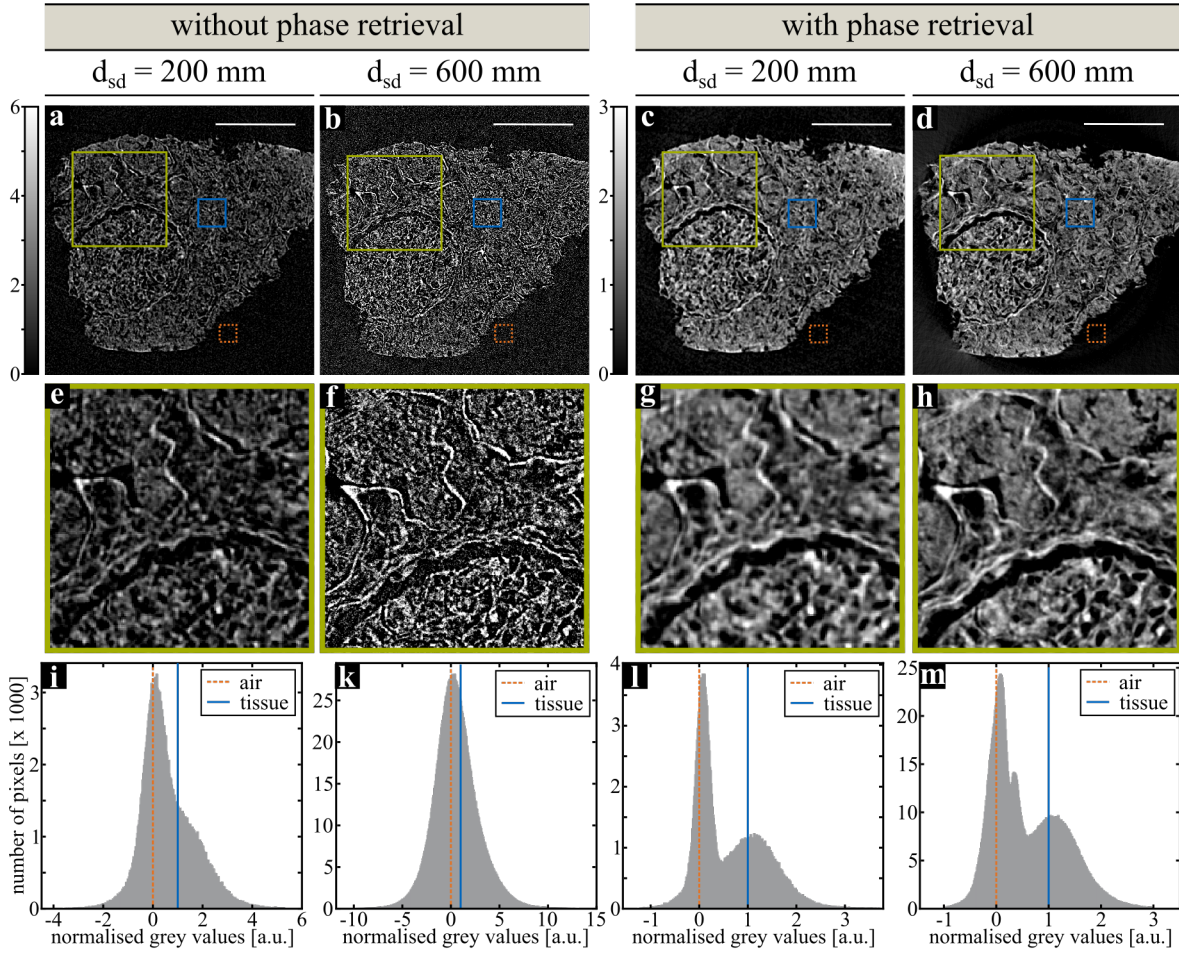 without phase retrieval
with phase retrieval
d_sd = 200 mm
d_sd = 600 mm
d_sd = 200 mm
d_sd = 600 mm
6
4
2
0
a
b
3
2
1
0
c
d
e
f
g
h
i
air
tissue
k
air
tissue
l
air
tissue
m
air
tissue
number of pixels [x 1000]
3
2
1
0
25
20
15
10
5
0
4
3
2
1
0
25
20
15
10
5
0
-4 -2 0 2 4 6
-10 -5 0 5 10 15
-1 0 1 2 3
-1 0 1 2 3
normalised grey values [a.u.]
normalised grey values [a.u.]
normalised grey values [a.u.]
normalised grey values [a.u.]